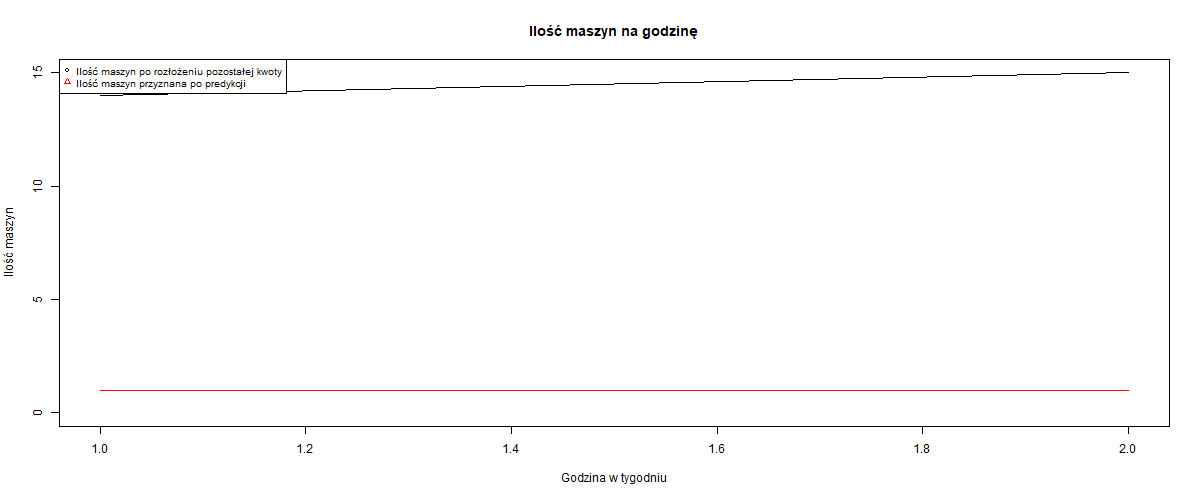 Ilość maszyn na godzinę
Ilość maszyn po rozłożeniu pozostałej kwoty
Ilość maszyn przyznana po predykcji
Ilość maszyn
15
10
5
0
1.0 1.2 1.4 1.6 1.8 2.0
Godzina w tygodniu